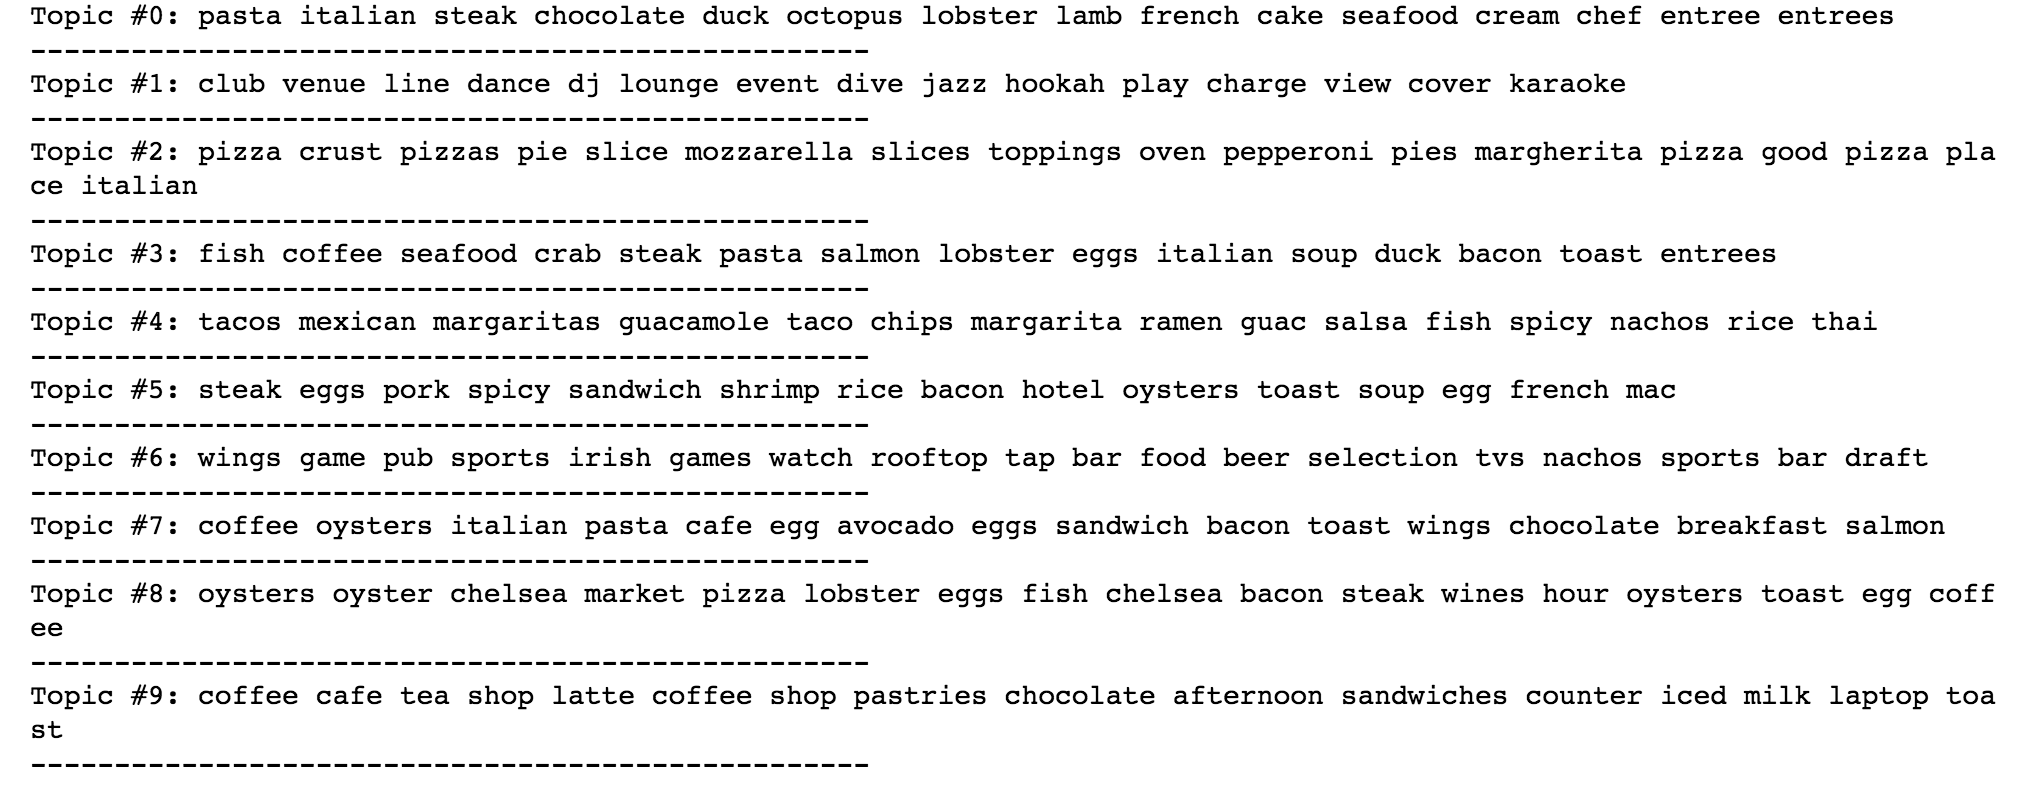 Topic #0: pasta italian steak chocolate duck octopus lobster lamb french cake seafood cream chef entree entrees
--------------------------------------------------
Topic #1: club venue line dance dj lounge event dive jazz hookah play charge view cover karaoke
--------------------------------------------------
Topic #2: pizza crust pizzas pie slice mozzarella slices toppings oven pepperoni pies margherita pizza good pizza pla
ce italian
--------------------------------------------------
Topic #3: fish coffee seafood crab steak pasta salmon lobster eggs italian soup duck bacon toast entrees
--------------------------------------------------
Topic #4: tacos mexican margaritas guacamole taco chips margarita ramen guac salsa fish spicy nachos rice thai
--------------------------------------------------
Topic #5: steak eggs pork spicy sandwich shrimp rice bacon hotel oysters toast soup egg french mac
--------------------------------------------------
Topic #6: wings game pub sports irish games watch rooftop tap bar food beer selection tvs nachos sports bar draft
--------------------------------------------------
Topic #7: coffee oysters italian pasta cafe egg avocado eggs sandwich bacon toast wings chocolate breakfast salmon
--------------------------------------------------
Topic #8: oysters oyster chelsea market pizza lobster eggs fish chelsea bacon steak wines hour oysters toast egg coff
ee
--------------------------------------------------
Topic #9: coffee cafe tea shop latte coffee shop pastries chocolate afternoon sandwiches counter iced milk laptop toa
st
--------------------------------------------------